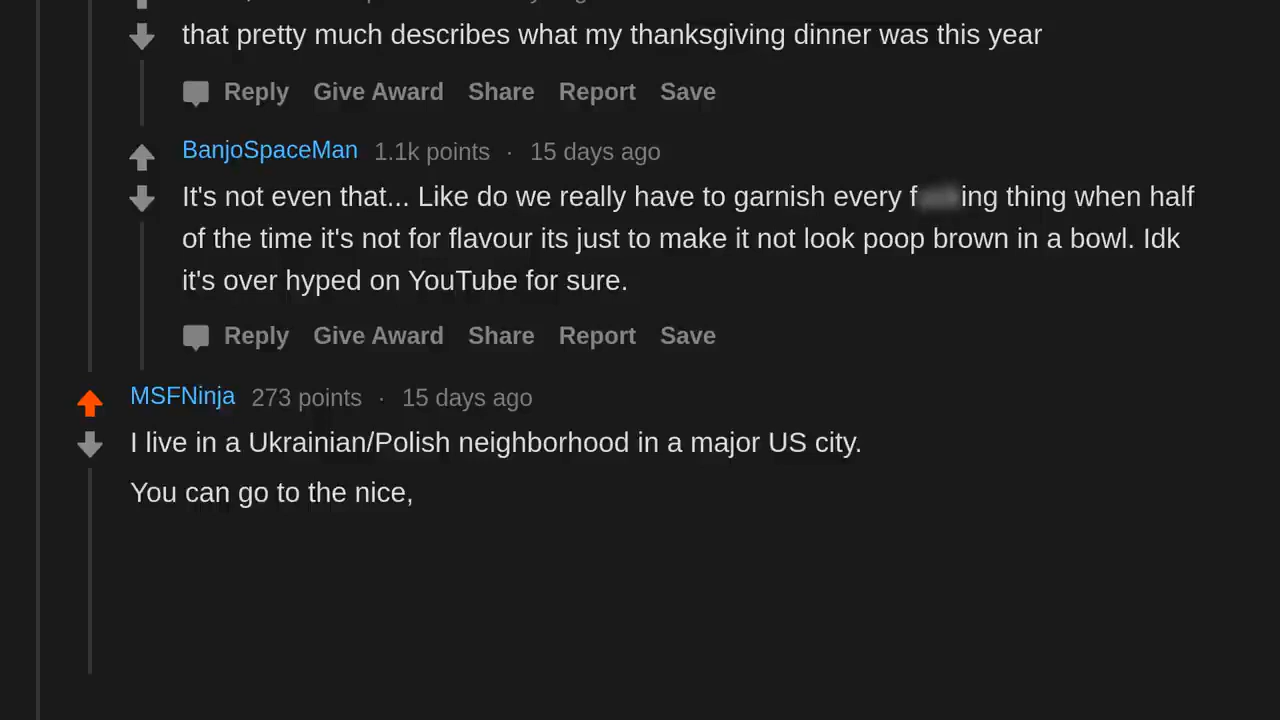 that pretty much describes what my thanksgiving dinner was this year
Reply Give Award Share Report Save
BanjoSpaceMan 1.1k points · 15 days ago
It's not even that... Like do we really have to garnish every f ing thing when half
of the time it's not for flavour its just to make it not look poop brown in a bowl. Idk
it's over hyped on YouTube for sure.
Reply Give Award Share Report Save
MSFNinja 273 points · 15 days ago
I live in a Ukrainian/Polish neighborhood in a major US city.
You can go to the nice,